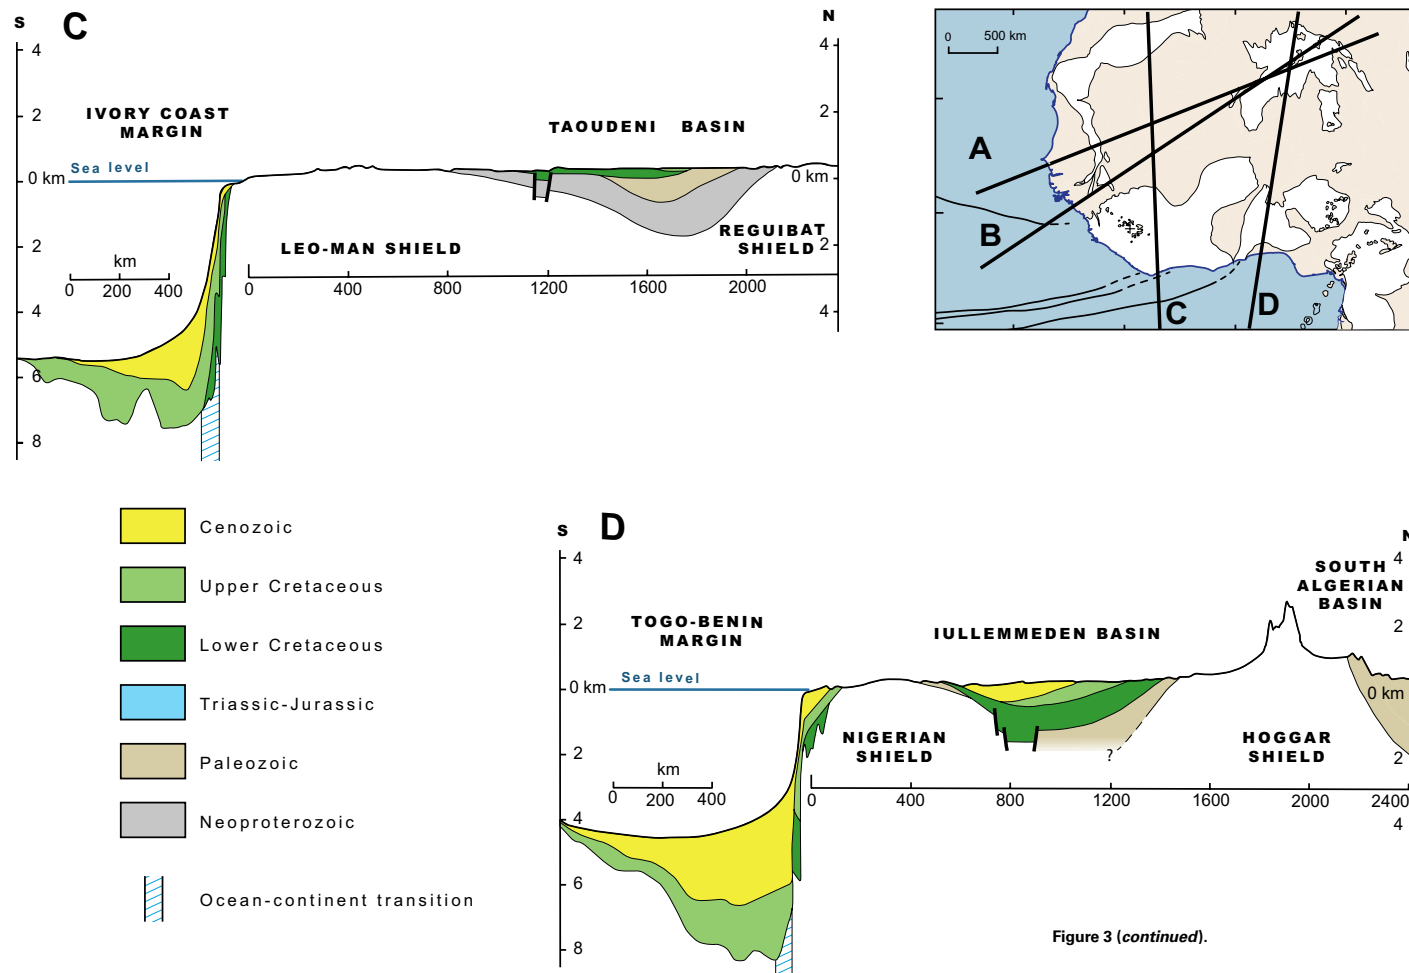 S
C
N
4
4
2
2
IVORY COAST
MARGIN
TAOUDENI BASIN
Sea level
0 km
0 km
LEO-MAN SHIELD
REGUIBAT
SHIELD
2
2
km
0 200 400
0 400 800 1200 1600 2000
4
4
6
8
0 500 km
A
B
C
D
Cenozoic
Upper Cretaceous
Lower Cretaceous
Triassic-Jurassic
Paleozoic
Neoproterozoic
Ocean-continent transition
S
D
N
4
4
SOUTH
ALGERIAN
BASIN
2
2
TOGO-BENIN
MARGIN
IULLEMMEDEN BASIN
Sea level
0 km
0 km
NIGERIAN
SHIELD
HOGGAR
SHIELD
?
2
2
km
0 200 400
0 400 800 1200 1600 2000 2400
4
4
6
8
Figure 3 (continued).